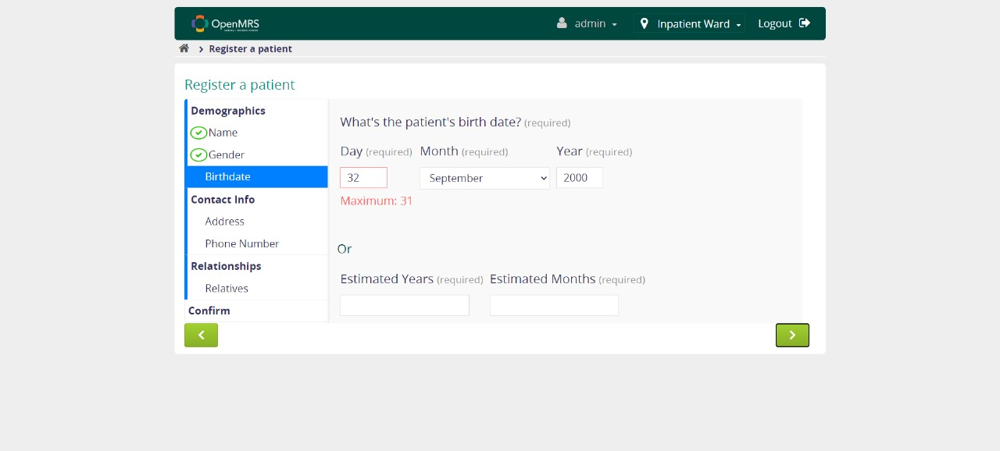 OpenMRS
admin
Inpatient Ward
Logout
Register a patient
Register a patient
Demographics
Name
Gender
Birthdate
Contact Info
Address
Phone Number
Relationships
Relatives
Confirm
What's the patient's birth date? (required)
Day (required) Month (required) Year (required)
32 September 2000
Maximum: 31
Or
Estimated Years (required) Estimated Months (required)